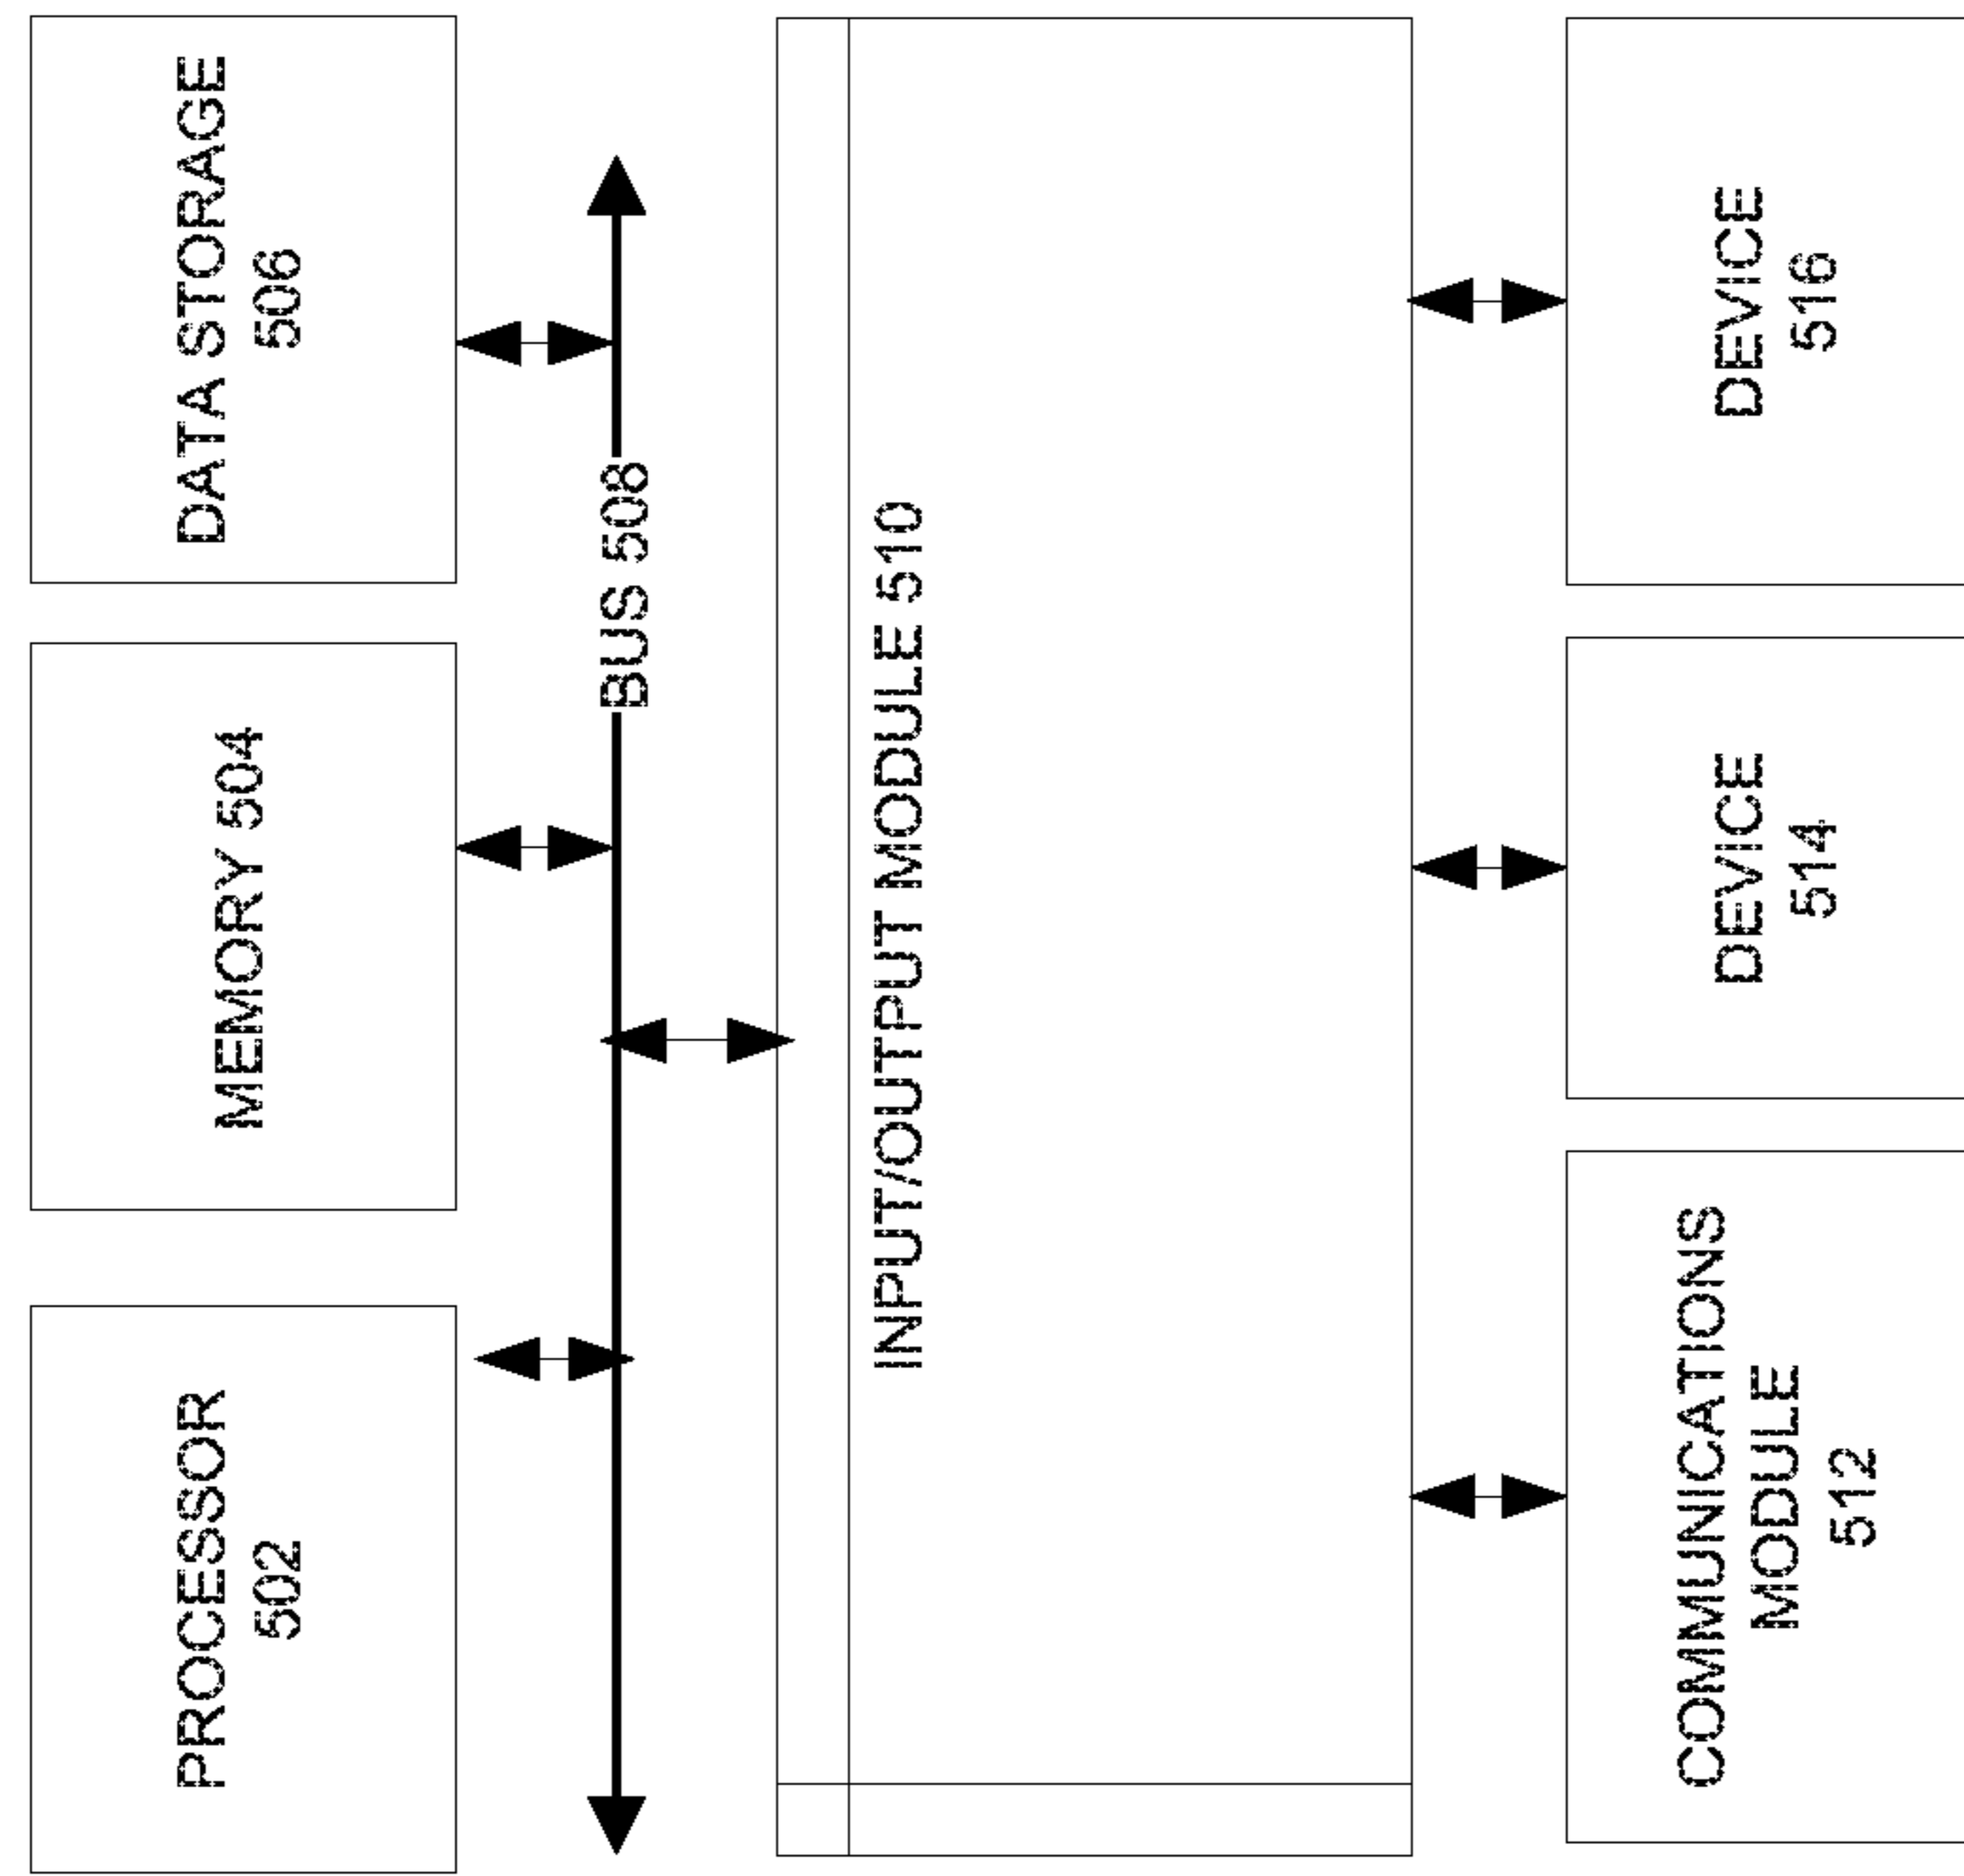 PROCESSOR
502
MEMORY 504
DATA STORAGE
506
BUS 508
INPUT/OUTPUT MODULE 510
COMMUNICATIONS
MODULE
512
DEVICE
514
DEVICE
516